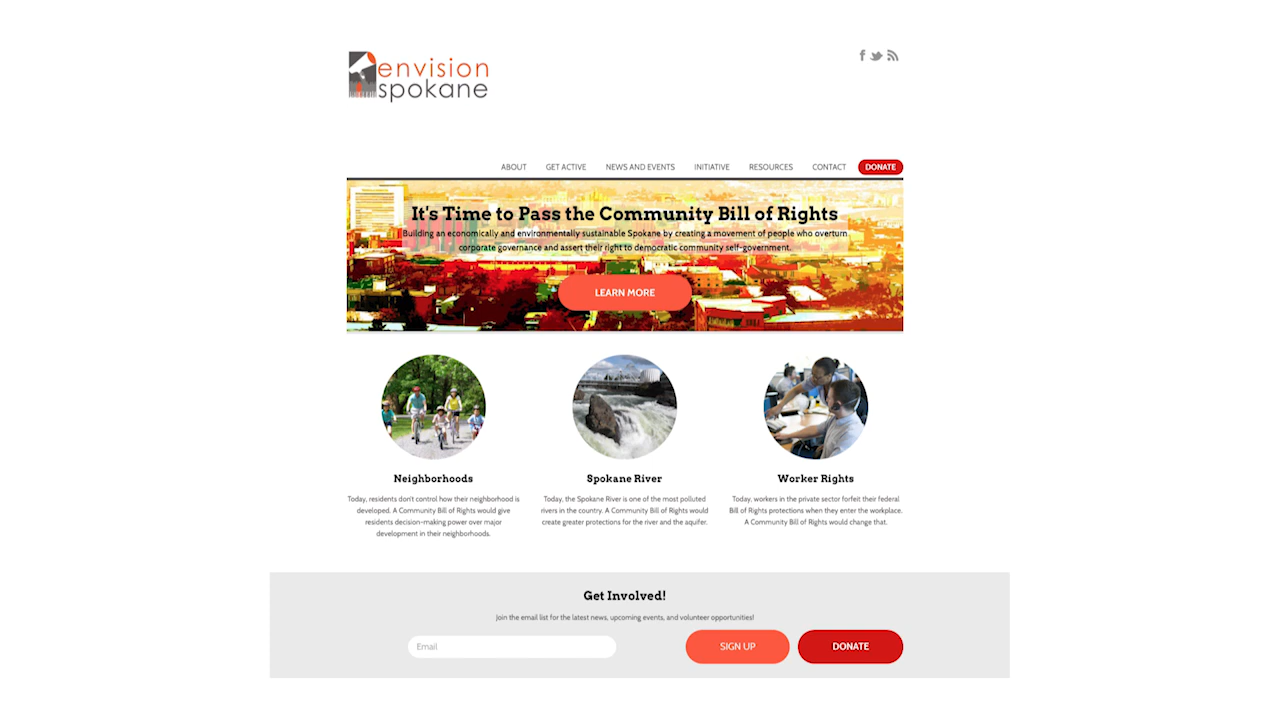 envision
spokane
ABOUT GET ACTIVE NEWS AND EVENTS INITIATIVE RESOURCES CONTACT DONATE
It's Time to Pass the Community Bill of Rights
Building an economically and environmentally sustainable Spokane by creating a movement of people who overturn
corporate governance and assert their right to democratic community self-government.
LEARN MORE
Neighborhoods
Today, residents don't control how their neighborhood is
developed. A Community Bill of Rights would give
residents decision-making power over major
development in their neighborhoods.
Spokane River
Today, the Spokane River is one of the most polluted
rivers in the country. A Community Bill of Rights would
create greater protections for the river and the aquifer.
Worker Rights
Today, workers in the private sector forfeit their federal
Bill of Rights protections when they enter the workplace.
A Community Bill of Rights would change that.
Get Involved!
Join the email list for the latest news, upcoming events, and volunteer opportunities!
Email SIGN UP DONATE